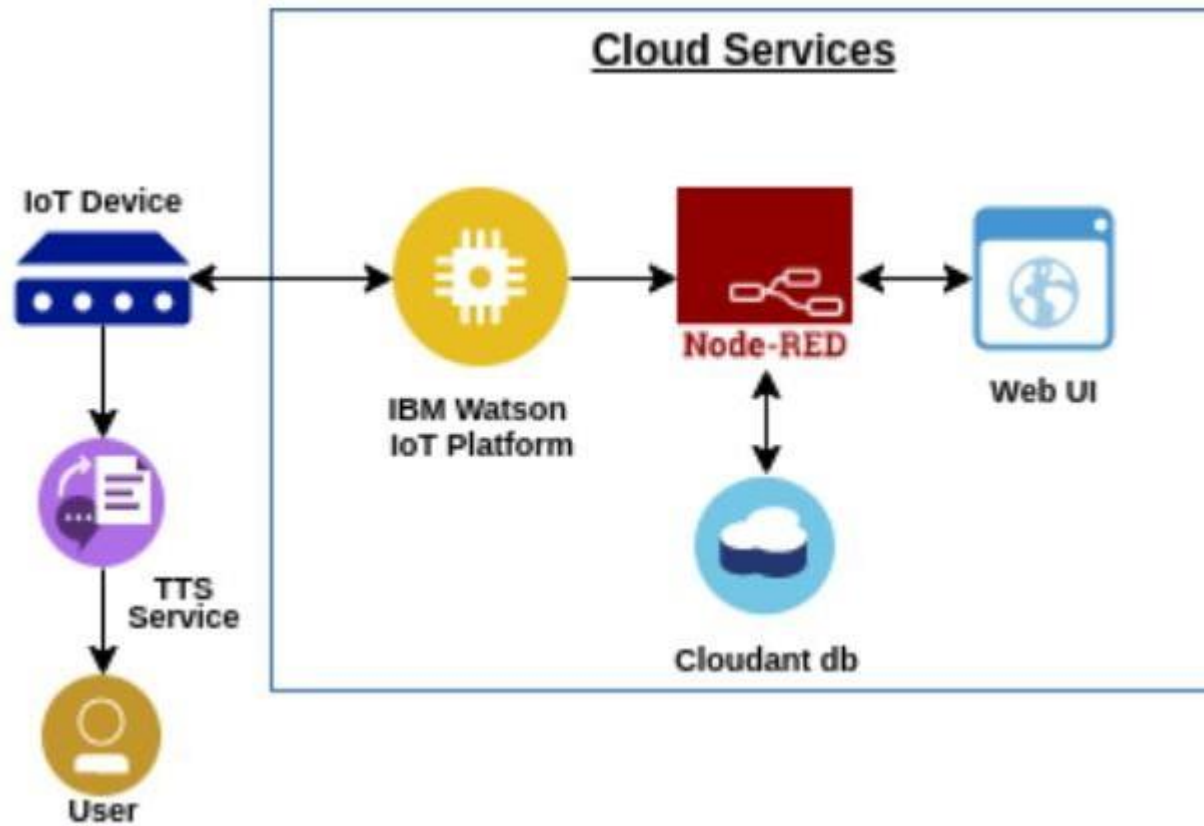 Cloud Services
IoT Device
Node-RED
IBM Watson
IoT Platform
Web UI
TTS
Service
Cloudant db
User